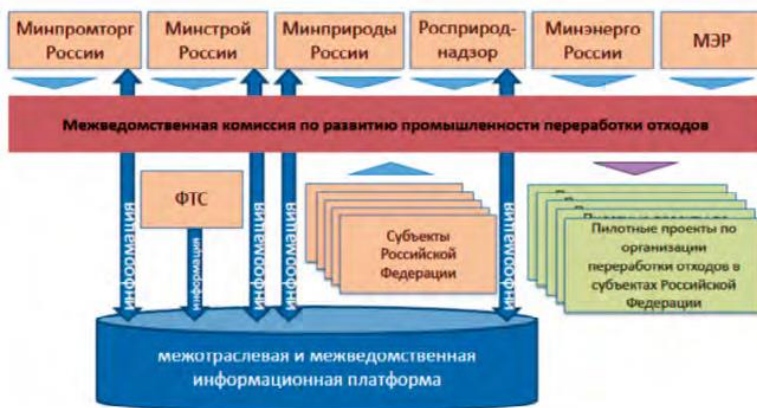 Минпромторг
России
Минстрой
России
Минприроды
России
Росприрод-
надзор
Минэнерго
России
МЭР
Межведомственная комиссия по развитию промышленности переработки отходов
ФТС
информация
информация
информация
информация
информация
Субъекты
Российской
Федерации
Пилотные проекты по
организации
переработки отходов в
субъектах Российской
Федерации
межотраслевая и межведомственная
информационная платформа